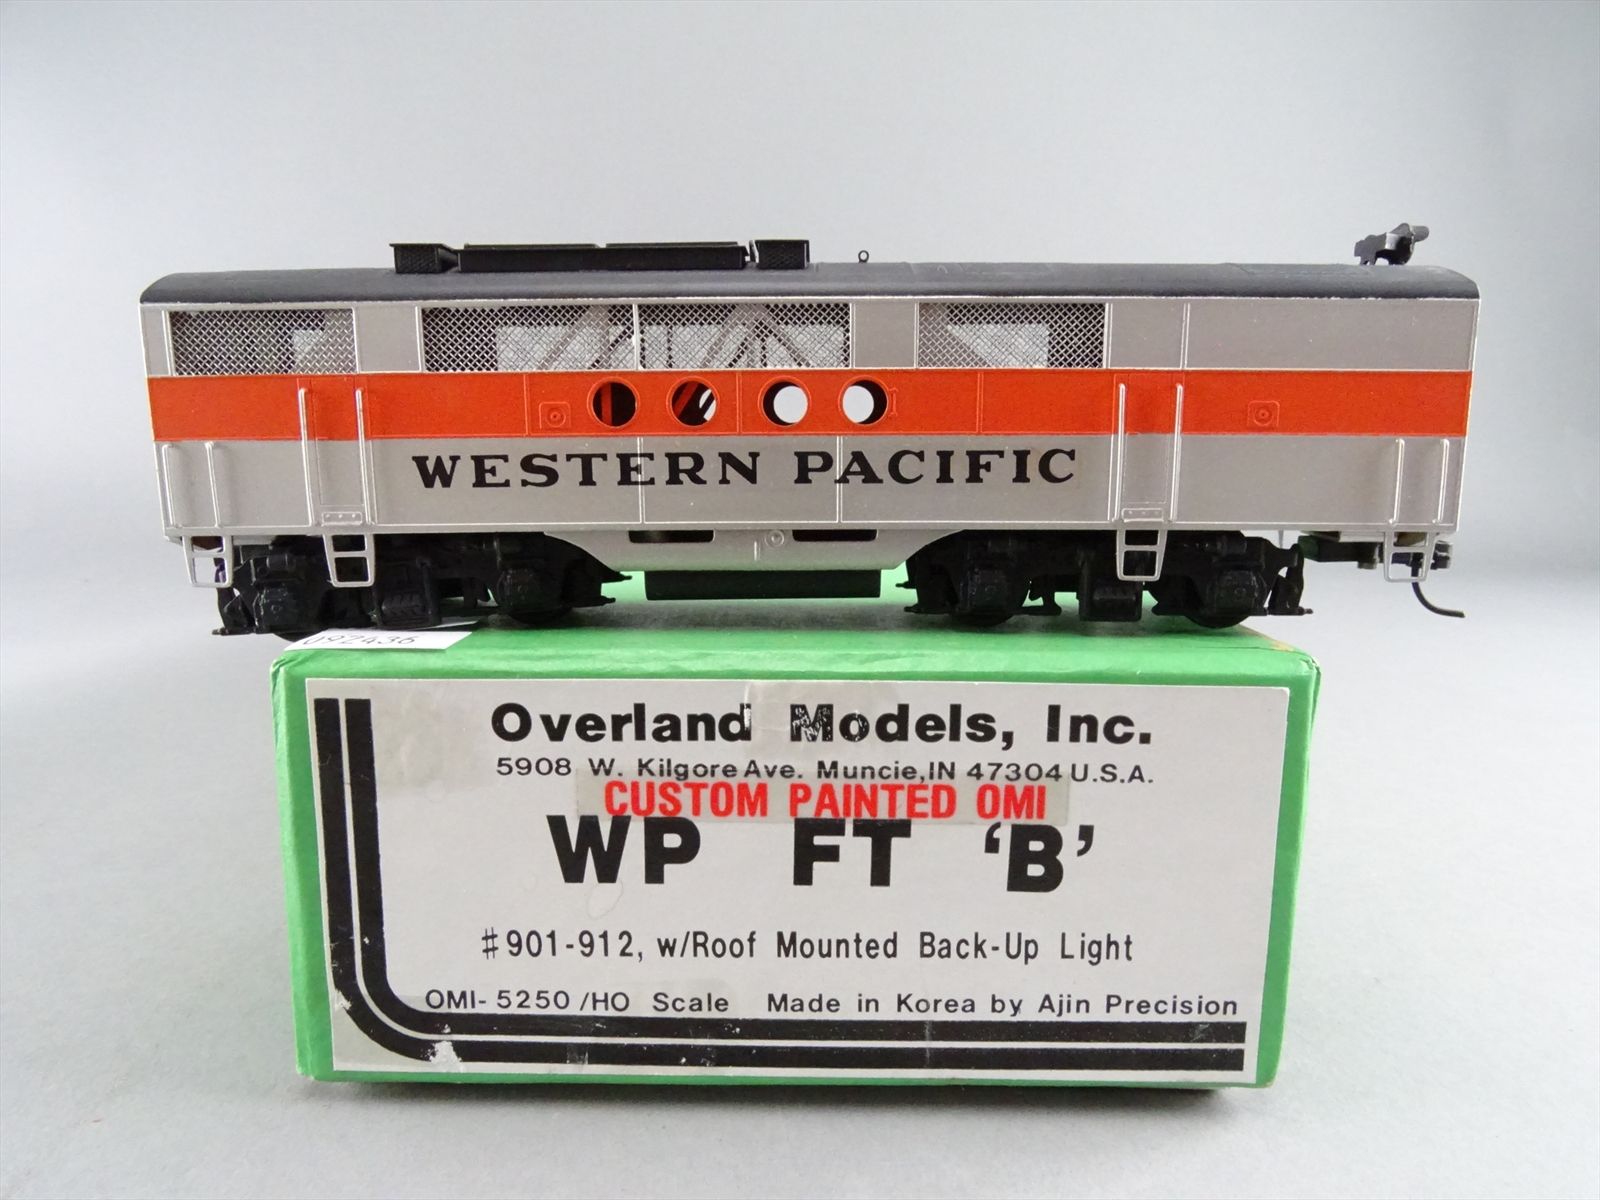 WESTERN PACIFIC
092436
Overland Models, Inc.
5908 W. Kilgore Ave. Muncie, IN 47304 U.S.A.
CUSTOM PAINTED OMI
WP FT 'B'
#901-912, w/Roof Mounted Back-Up Light
OMI- 5250 /HO Scale Made in Korea by Ajin Precision